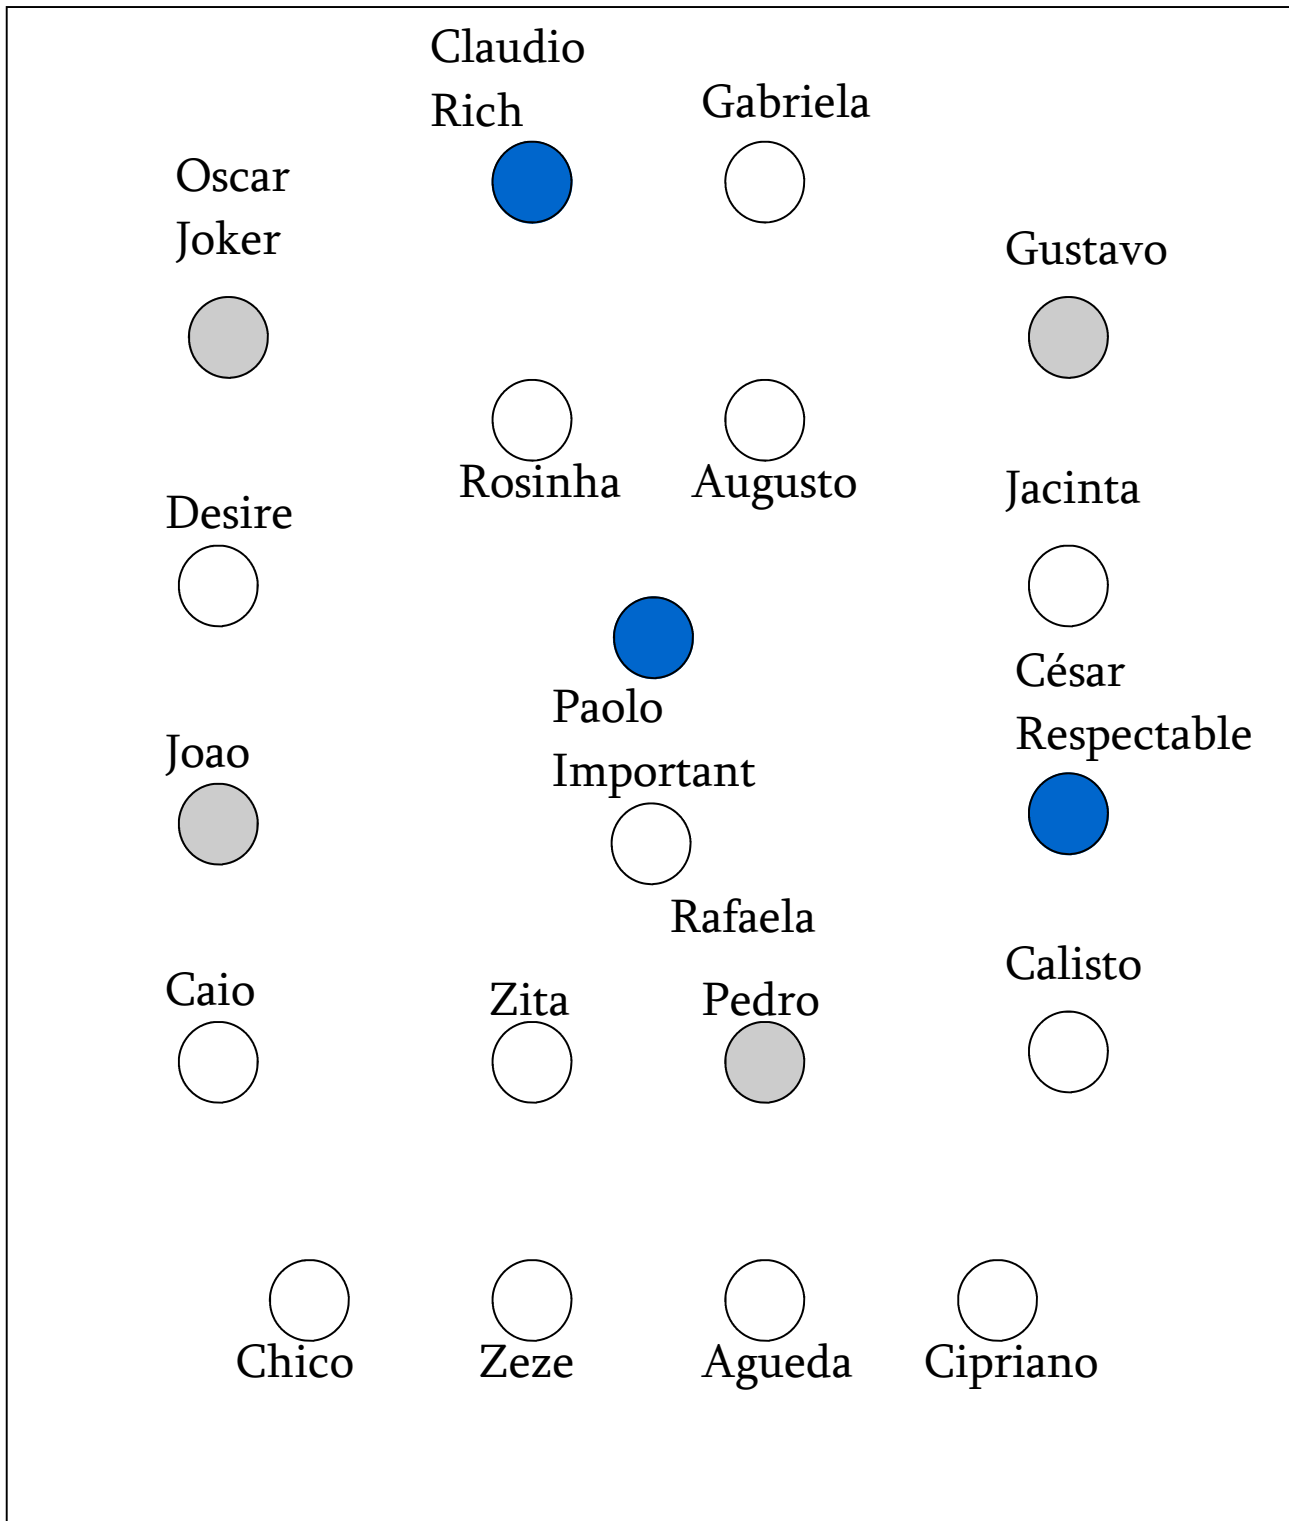 Claudio
Rich
Gabriela
Oscar
Joker
Gustavo
Rosinha
Augusto
Jacinta
Desire
César
Respectable
Paolo
Important
Joao
Rafaela
Calisto
Caio
Zita
Pedro
Chico
Zeze
Agueda
Cipriano